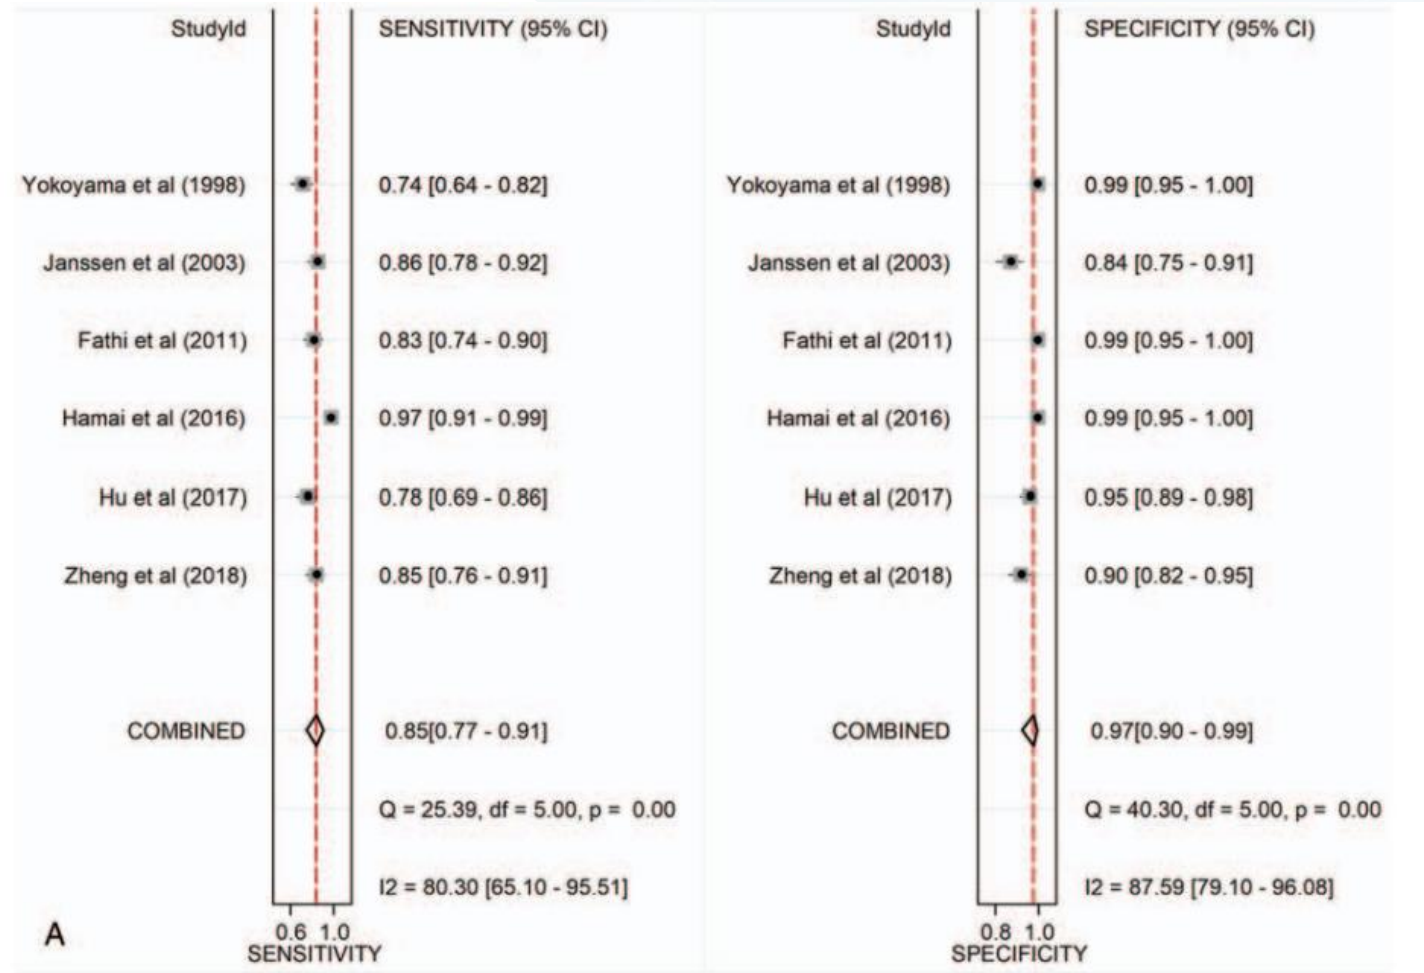 StudyId SENSITIVITY (95% CI) StudyId SPECIFICITY (95% CI)
Yokoyama et al (1998) 0.74 [0.64 - 0.82] Yokoyama et al (1998) 0.99 [0.95 - 1.00]
Janssen et al (2003) 0.86 [0.78 - 0.92] Janssen et al (2003) 0.84 [0.75 - 0.91]
Fathi et al (2011) 0.83 [0.74 - 0.90] Fathi et al (2011) 0.99 [0.95 - 1.00]
Hamai et al (2016) 0.97 [0.91 - 0.99] Hamai et al (2016) 0.99 [0.95 - 1.00]
Hu et al (2017) 0.78 [0.69 - 0.86] Hu et al (2017) 0.95 [0.89 - 0.98]
Zheng et al (2018) 0.85 [0.76 - 0.91] Zheng et al (2018) 0.90 [0.82 - 0.95]
COMBINED 0.85[0.77 - 0.91] COMBINED 0.97[0.90 - 0.99]
Q = 25.39, df = 5.00, p = 0.00 Q = 40.30, df = 5.00, p = 0.00
I2 = 80.30 [65.10 - 95.51] I2 = 87.59 [79.10 - 96.08]
A 0.6 1.0 0.8 1.0
SENSITIVITY SPECIFICITY